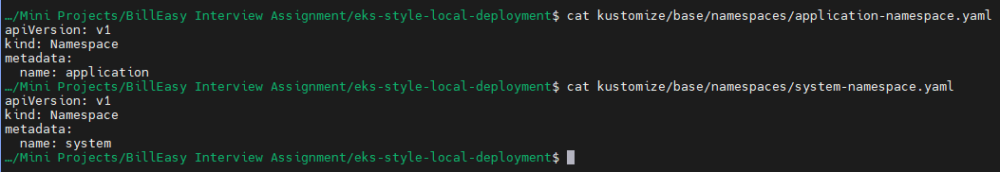 …/Mini Projects/BillEasy Interview Assignment/eks-style-local-deployment$ cat kustomize/base/namespaces/application-namespace.yaml
apiVersion: v1
kind: Namespace
metadata:
  name: application
…/Mini Projects/BillEasy Interview Assignment/eks-style-local-deployment$ cat kustomize/base/namespaces/system-namespace.yaml
apiVersion: v1
kind: Namespace
metadata:
  name: system
…/Mini Projects/BillEasy Interview Assignment/eks-style-local-deployment$